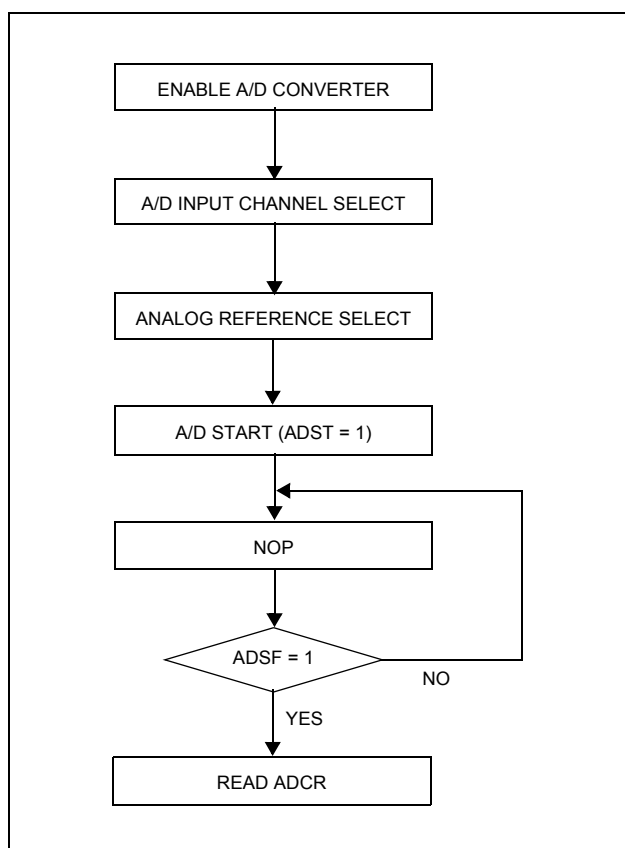 ENABLE A/D CONVERTER
A/D INPUT CHANNEL SELECT
ANALOG REFERENCE SELECT
A/D START (ADST = 1)
NOP
ADSF = 1
NO
YES
READ ADCR